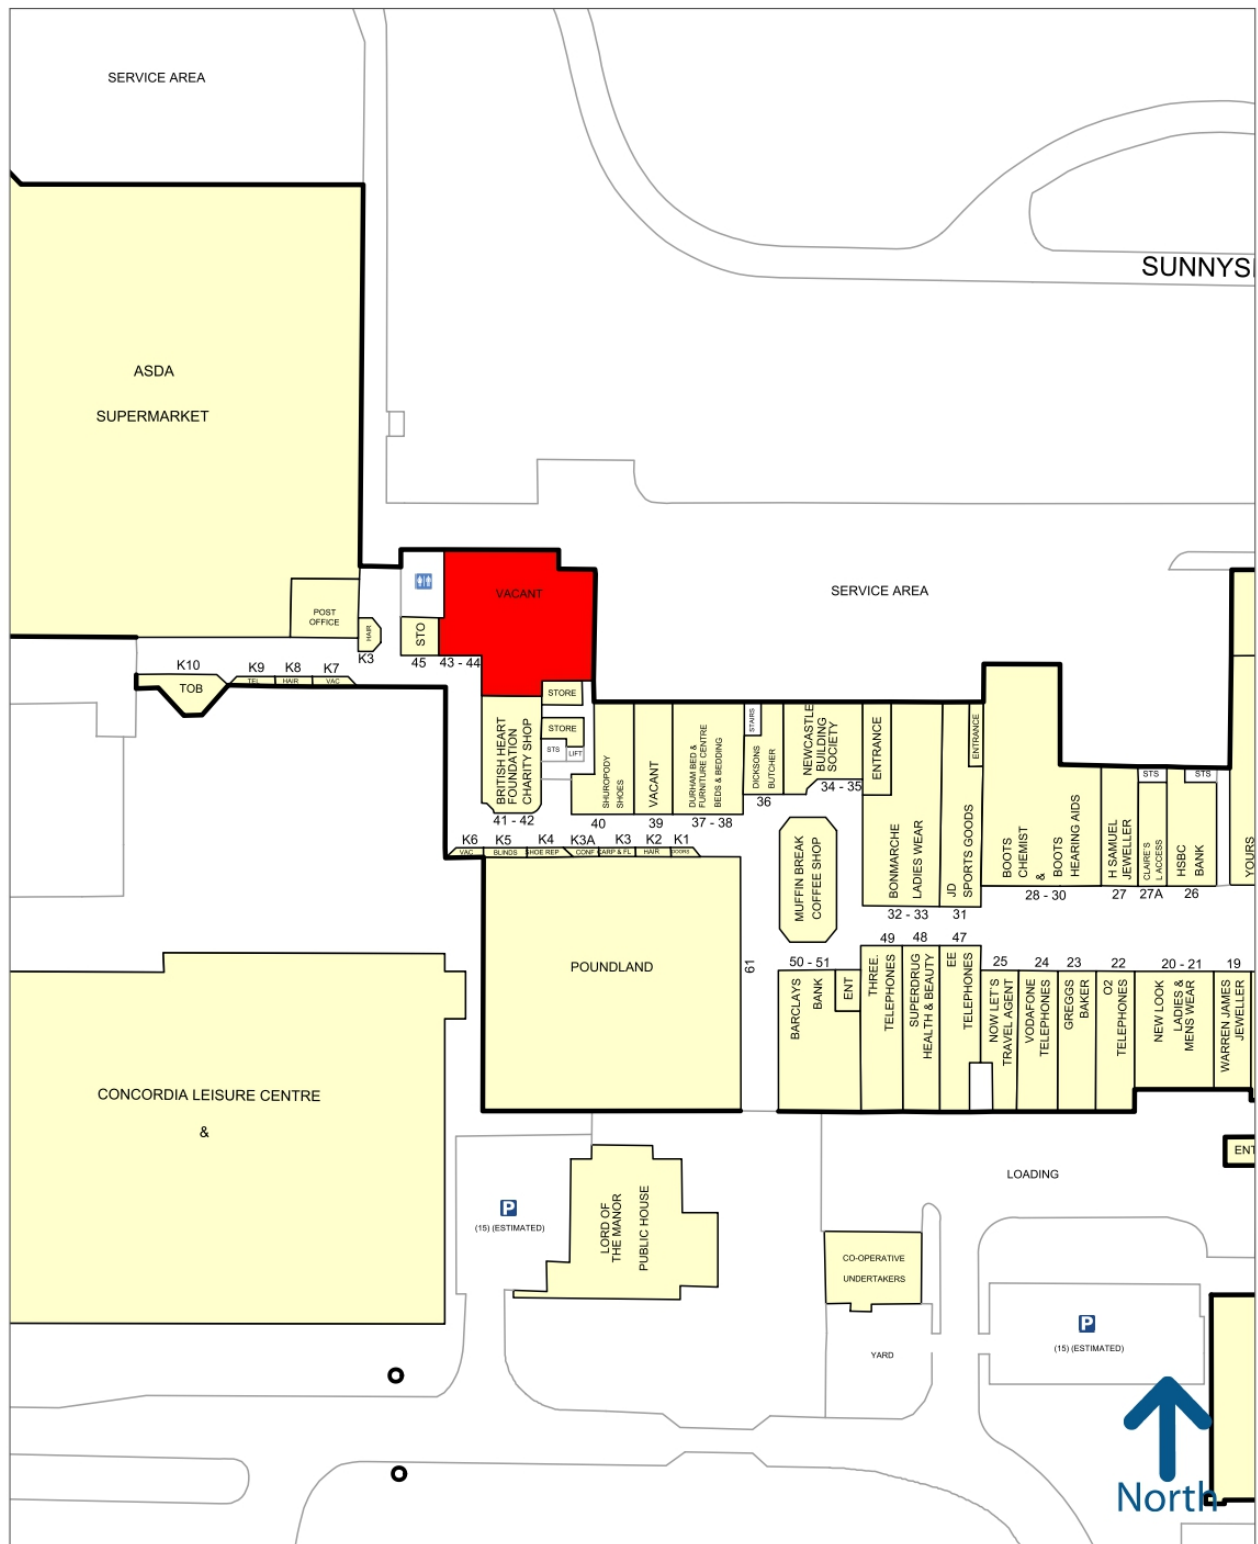 SERVICE AREA
SUNNYS
ASDA
SUPERMARKET
VACANT
SERVICE AREA
POST
OFFICE
HAIR
STO
K3
45
43 - 44
K10
K9
K8
K7
TOB
TEL
HAIR
VAC
STORE
STORE
STS
LIFT
BRITISH HEART
FOUNDATION
CHARITY SHOP
41 - 42
SHUROPODY
SHOES
40
VACANT
39
DURHAM BED &
FURNITURE CENTRE
BEDS & BEDDING
37 - 38
STAIRS
DICKSONS
BUTCHER
36
NEWCASTLE
BUILDING
SOCIETY
34 - 35
ENTRANCE
BONMARCHE
LADIES WEAR
32 - 33
ENTRANCE
JD
SPORTS GOODS
31
BOOTS
CHEMIST
&
BOOTS
HEARING AIDS
28 - 30
H SAMUEL
JEWELLER
27
STS
CLAIRE'S
L ACCESS
27A
STS
HSBC
BANK
26
YOURS
K6
K5
K4
K3A
K3
K2
K1
VAC
BLINDS
SHOE REP
CONF
CARP & FL
HAIR
DOORS
MUFFIN BREAK
COFFEE SHOP
POUNDLAND
61
50 - 51
BARCLAYS
BANK
ENT
49
THREE.
TELEPHONES
48
SUPERDRUG
HEALTH & BEAUTY
47
EE
TELEPHONES
25
NOW LET'S
TRAVEL AGENT
24
VODAFONE
TELEPHONES
23
GREGGS
BAKER
22
O2
TELEPHONES
20 - 21
NEW LOOK
LADIES &
MENS WEAR
19
WARREN JAMES
JEWELLER
CONCORDIA LEISURE CENTRE
&
LOADING
ENT
P
(15) (ESTIMATED)
LORD OF
THE MANOR
PUBLIC HOUSE
CO-OPERATIVE
UNDERTAKERS
YARD
P
(15) (ESTIMATED)
North